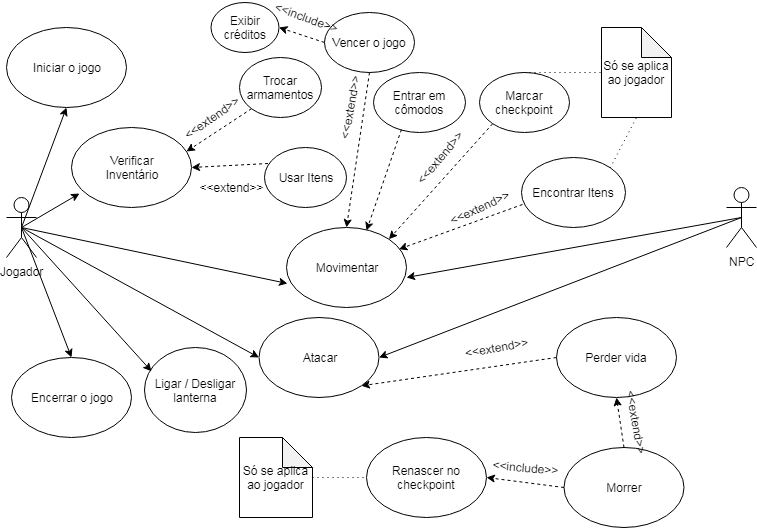 Exibir
créditos
<<include>>
Vencer o jogo
Iniciar o jogo
Trocar
armamentos
<<extend>>
<<extend>>
Entrar em
cômodos
Marcar
checkpoint
Só se aplica
ao jogador
<<extend>>
Verificar
Inventário
<<extend>>
Usar Itens
Encontrar Itens
<<extend>>
Jogador
Movimentar
NPC
Atacar
<<extend>>
Perder vida
Encerrar o jogo
Ligar / Desligar
lanterna
<<extend>>
Só se aplica
ao jogador
Renascer no
checkpoint
<<include>>
Morrer